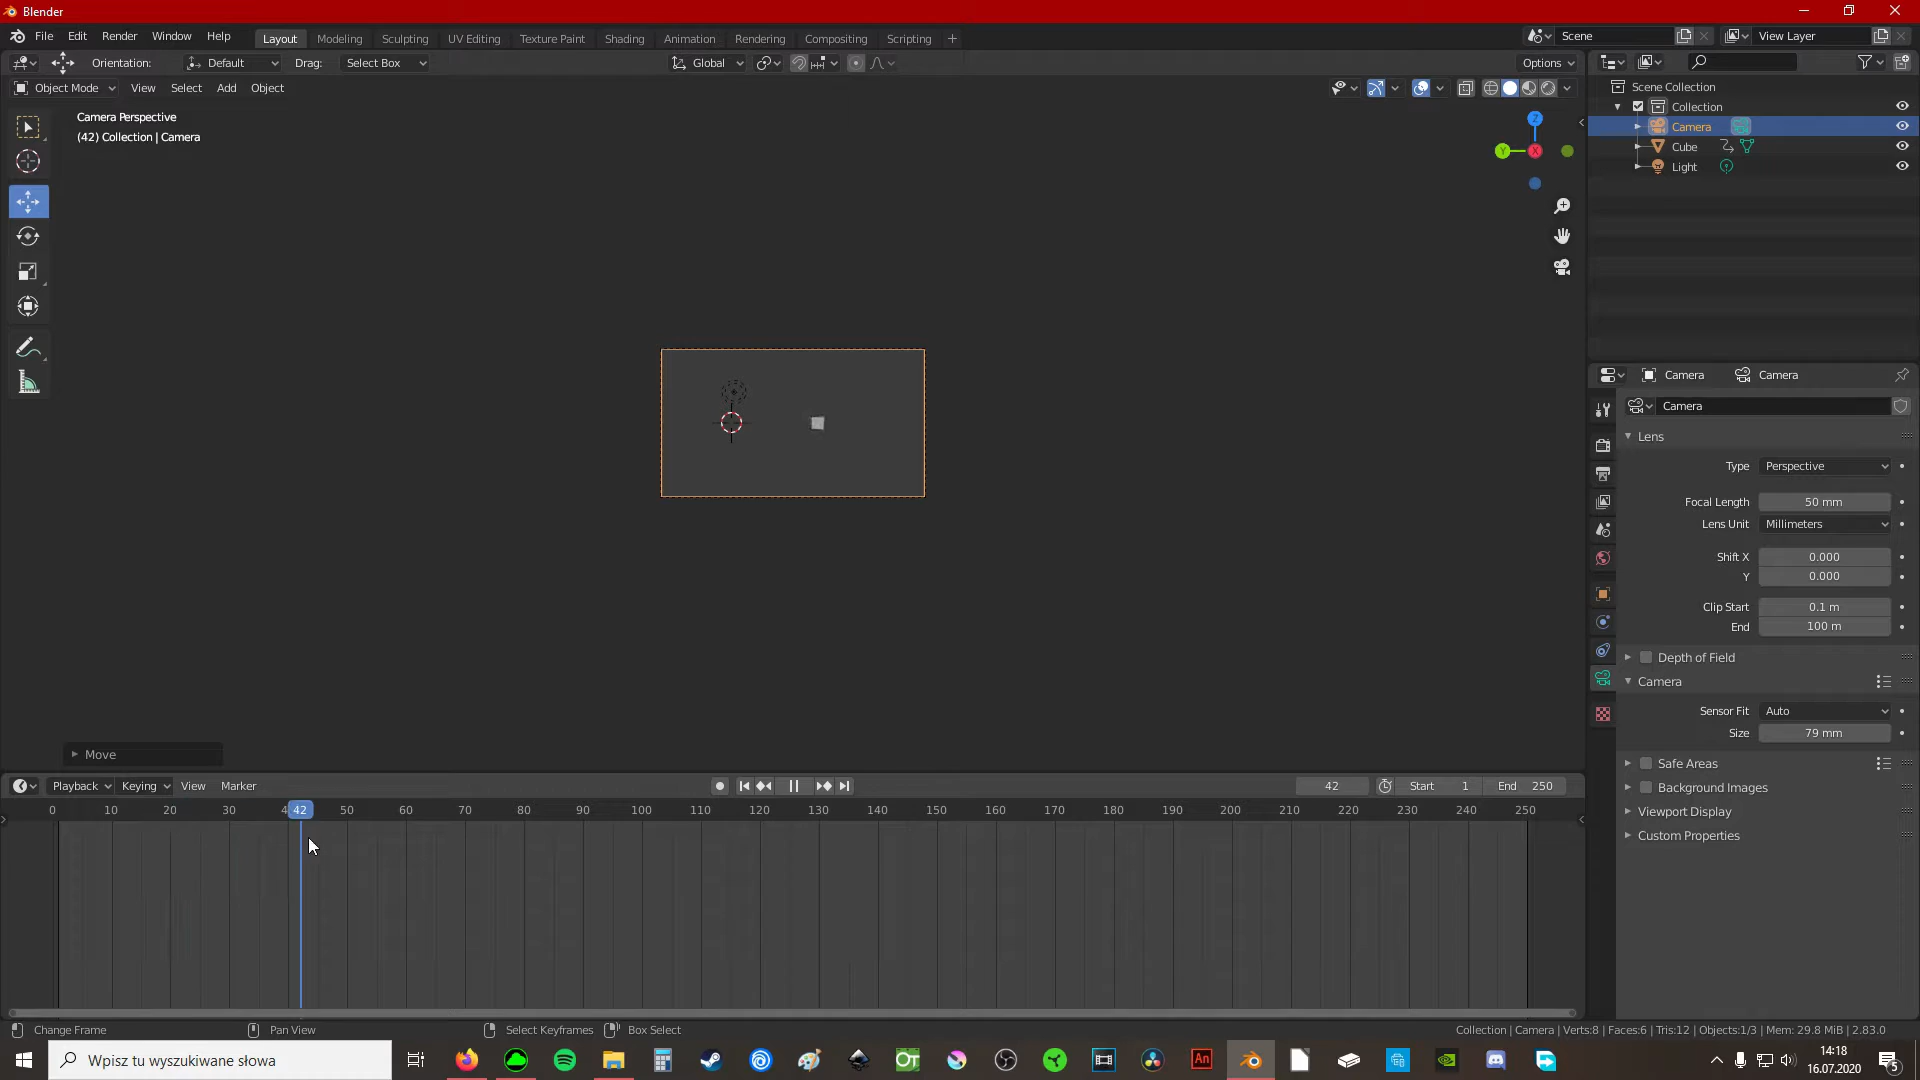 Blender
File Edit Render Window Help
Layout Modeling Sculpting UV Editing Texture Paint Shading Animation Rendering Compositing Scripting +
Scene
View Layer
Orientation: Default Drag: Select Box
Global
Options
Object Mode View Select Add Object
Camera Perspective
(42) Collection | Camera
Z
Y
X
Scene Collection
Collection
Camera
Cube
Light
Camera Camera
Camera
Lens
Type Perspective
Focal Length 50 mm
Lens Unit Millimeters
Shift X 0.000
Y 0.000
Clip Start 0.1 m
End 100 m
Depth of Field
Camera
Sensor Fit Auto
Size 79 mm
Safe Areas
Background Images
Viewport Display
Custom Properties
Move
Playback Keying View Marker
42 Start 1 End 250
0 10 20 30 4 42 50 60 70 80 90 100 110 120 130 140 150 160 170 180 190 200 210 220 230 240 250
Change Frame Pan View Select Keyframes Box Select
Collection | Camera | Verts:8 | Faces:6 | Tris:12 | Objects:1/3 | Mem: 29.8 MiB | 2.83.0
Wpisz tu wyszukiwane słowa
OT
An
14:18
16.07.2020
5